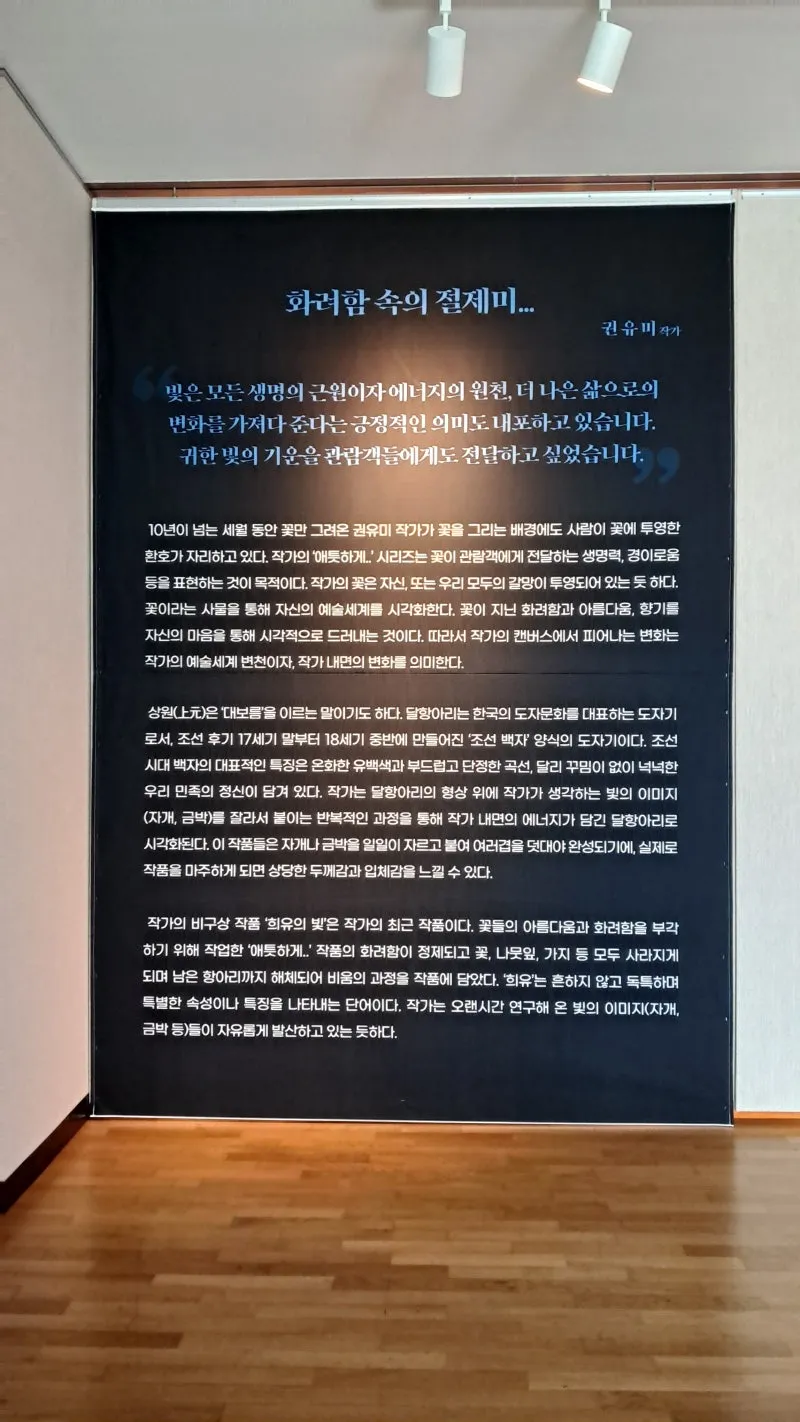 화려함 속의 절제미...
권유미 작가
“빛은 모든 생명의 근원이자 에너지의 원천, 더 나은 삶으로의
변화를 가져다 준다는 긍정적인 의미도 내포하고 있습니다.
귀한 빛의 기운을 관람객들에게도 전달하고 싶었습니다.”
10년이 넘는 세월 동안 꽃만 그려온 권유미 작가가 꽃을 그리는 배경에도 사람이 꽃에 투영한
환호가 자리하고 있다. 작가의 ‘애틋하게..’ 시리즈는 꽃이 관람객에게 전달하는 생명력, 경이로움
등을 표현하는 것이 목적이다. 작가의 꽃은 자신, 또는 우리 모두의 갈망이 투영되어 있는 듯 하다.
꽃이라는 사물을 통해 자신의 예술세계를 시각화한다. 꽃이 지닌 화려함과 아름다움, 향기를
자신의 마음을 통해 시각적으로 드러내는 것이다. 따라서 작가의 캔버스에서 피어나는 변화는
작가의 예술세계 변천이자, 작가 내면의 변화를 의미한다.
상원(上元)은 ‘대보름’을 이르는 말이기도 하다. 달항아리는 한국의 도자문화를 대표하는 도자기
로서, 조선 후기 17세기 말부터 18세기 중반에 만들어진 ‘조선 백자’ 양식의 도자기이다. 조선
시대 백자의 대표적인 특징은 온화한 유백색과 부드럽고 단정한 곡선, 달리 꾸밈이 없이 넉넉한
우리 민족의 정신이 담겨 있다. 작가는 달항아리의 형상 위에 작가가 생각하는 빛의 이미지
(자개, 금박)를 잘라서 붙이는 반복적인 과정을 통해 작가 내면의 에너지가 담긴 달항아리로
시각화된다. 이 작품들은 자개나 금박을 일일이 자르고 붙여 여러겹을 덧대야 완성되기에, 실제로
작품을 마주하게 되면 상당한 두께감과 입체감을 느낄 수 있다.
작가의 비구상 작품 ‘희유의 빛’은 작가의 최근 작품이다. 꽃들의 아름다움과 화려함을 부각
하기 위해 작업한 ‘애틋하게..’ 작품의 화려함이 정제되고 꽃, 나뭇잎, 가지 등 모두 사라지게
되며 남은 항아리까지 해체되어 비움의 과정을 작품에 담았다. ‘희유’는 흔하지 않고 독특하며
특별한 속성이나 특징을 나타내는 단어이다. 작가는 오랜시간 연구해 온 빛의 이미지(자개,
금박 등)들이 자유롭게 발산하고 있는 듯하다.